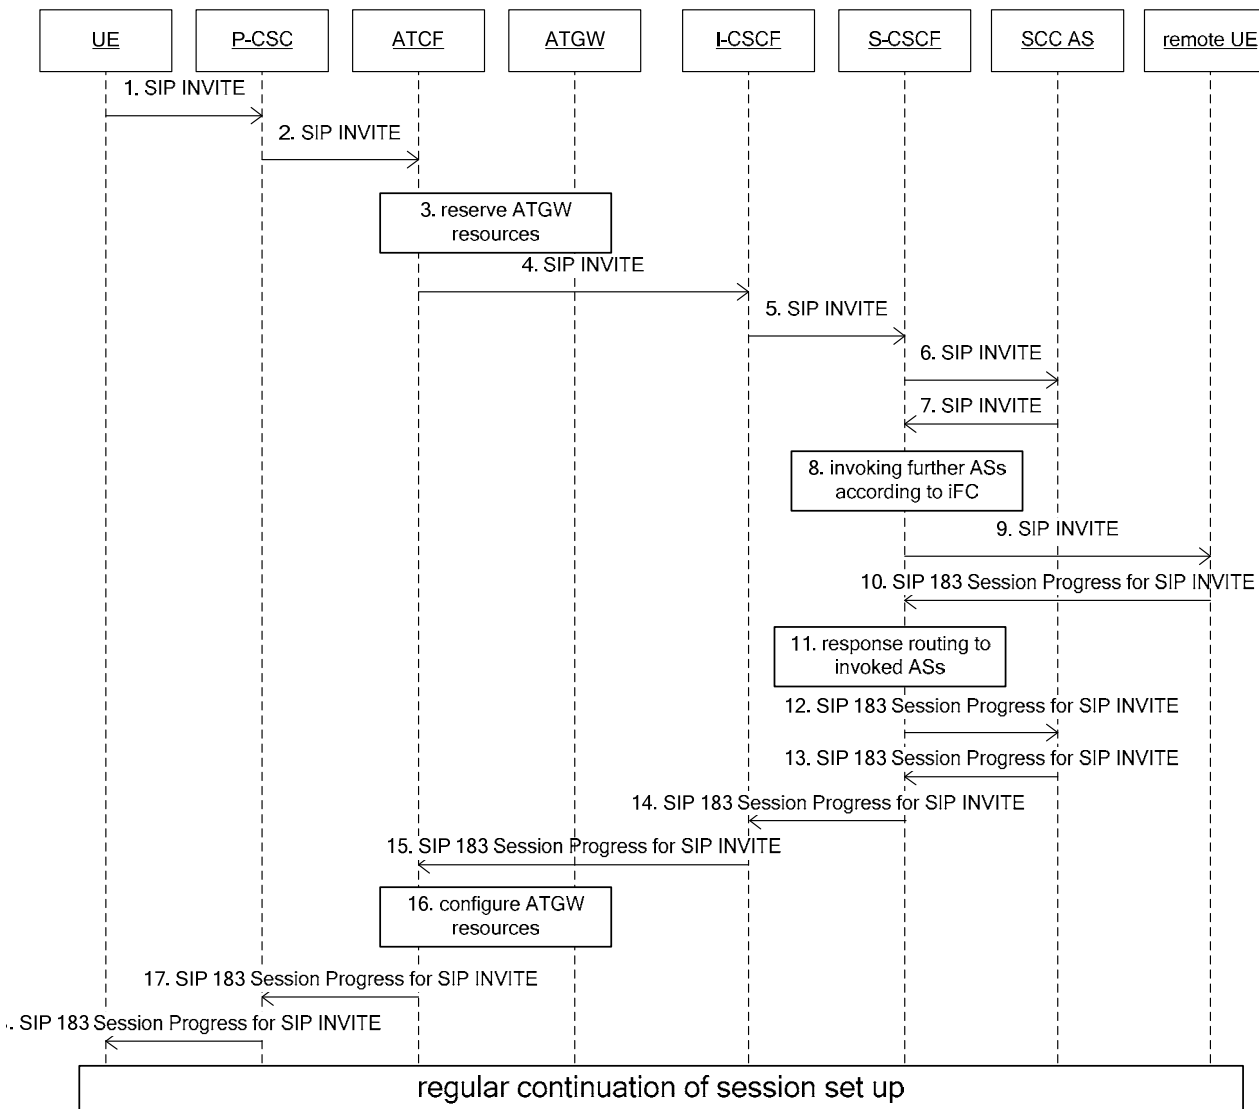 UE
P-CSC
ATCF
ATGW
I-CSCF
S-CSCF
SCC AS
remote UE
1. SIP INVITE
2. SIP INVITE
3. reserve ATGW
resources
4. SIP INVITE
5. SIP INVITE
6. SIP INVITE
7. SIP INVITE
8. invoking further ASs
according to iFC
9. SIP INVITE
10. SIP 183 Session Progress for SIP INVITE
11. response routing to
invoked ASs
12. SIP 183 Session Progress for SIP INVITE
13. SIP 183 Session Progress for SIP INVITE
14. SIP 183 Session Progress for SIP INVITE
15. SIP 183 Session Progress for SIP INVITE
16. configure ATGW
resources
17. SIP 183 Session Progress for SIP INVITE
. SIP 183 Session Progress for SIP INVITE
regular continuation of session set up